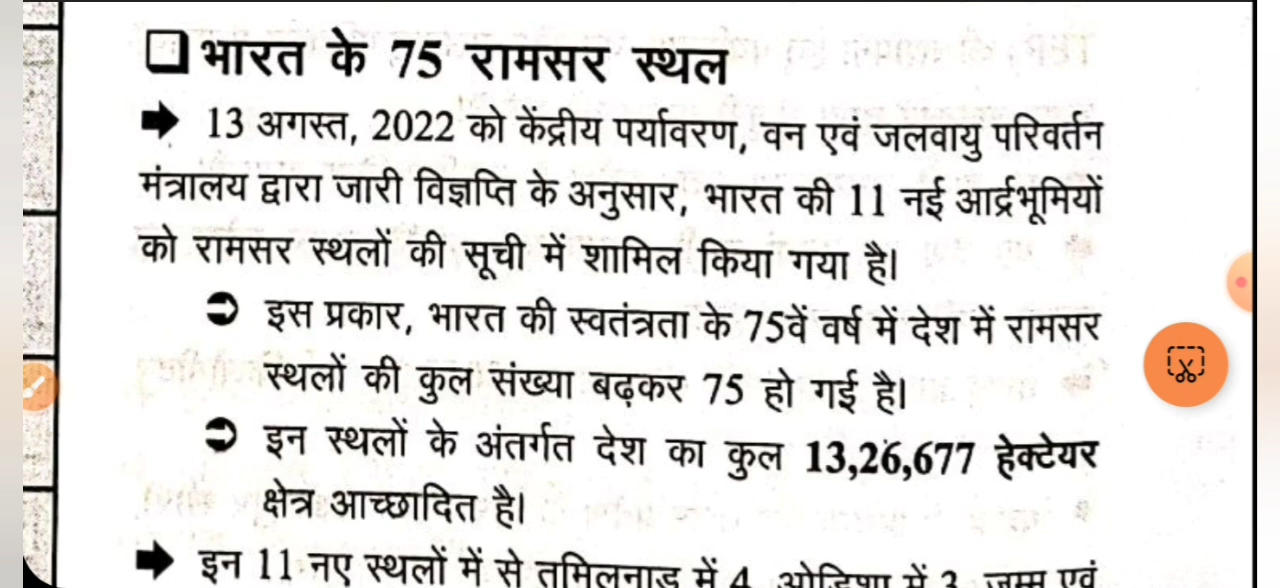 भारत के 75 रामसर स्थल
13 अगस्त, 2022 को केंद्रीय पर्यावरण, वन एवं जलवायु परिवर्तन
मंत्रालय द्वारा जारी विज्ञप्ति के अनुसार, भारत की 11 नई आर्द्रभूमियों
को रामसर स्थलों की सूची में शामिल किया गया है।
इस प्रकार, भारत की स्वतंत्रता के 75वें वर्ष में देश में रामसर
स्थलों की कुल संख्या बढ़कर 75 हो गई है।
इन स्थलों के अंतर्गत देश का कुल 13,26,677 हेक्टेयर
क्षेत्र आच्छादित है।
इन 11 नए स्थलों में से तमिलनाडु में 4, ओडिशा में 3, जम्मू एवं